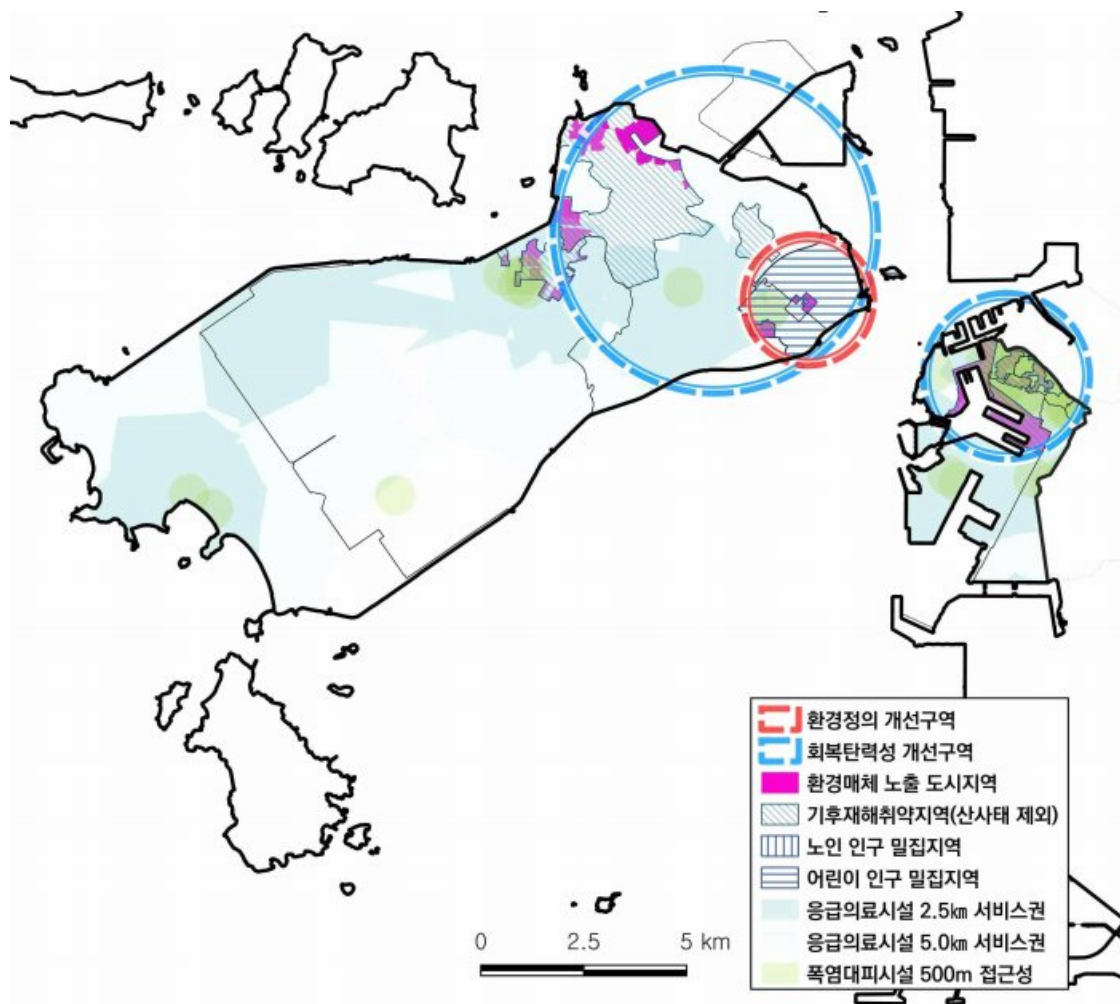 환경정의 개선구역
회복탄력성 개선구역
환경매체 노출 도시지역
기후재해취약지역(산사태 제외)
노인 인구 밀집지역
어린이 인구 밀집지역
응급의료시설 2.5㎞ 서비스권
응급의료시설 5.0㎞ 서비스권
폭염대피시설 500m 접근성
0 2.5 5 km